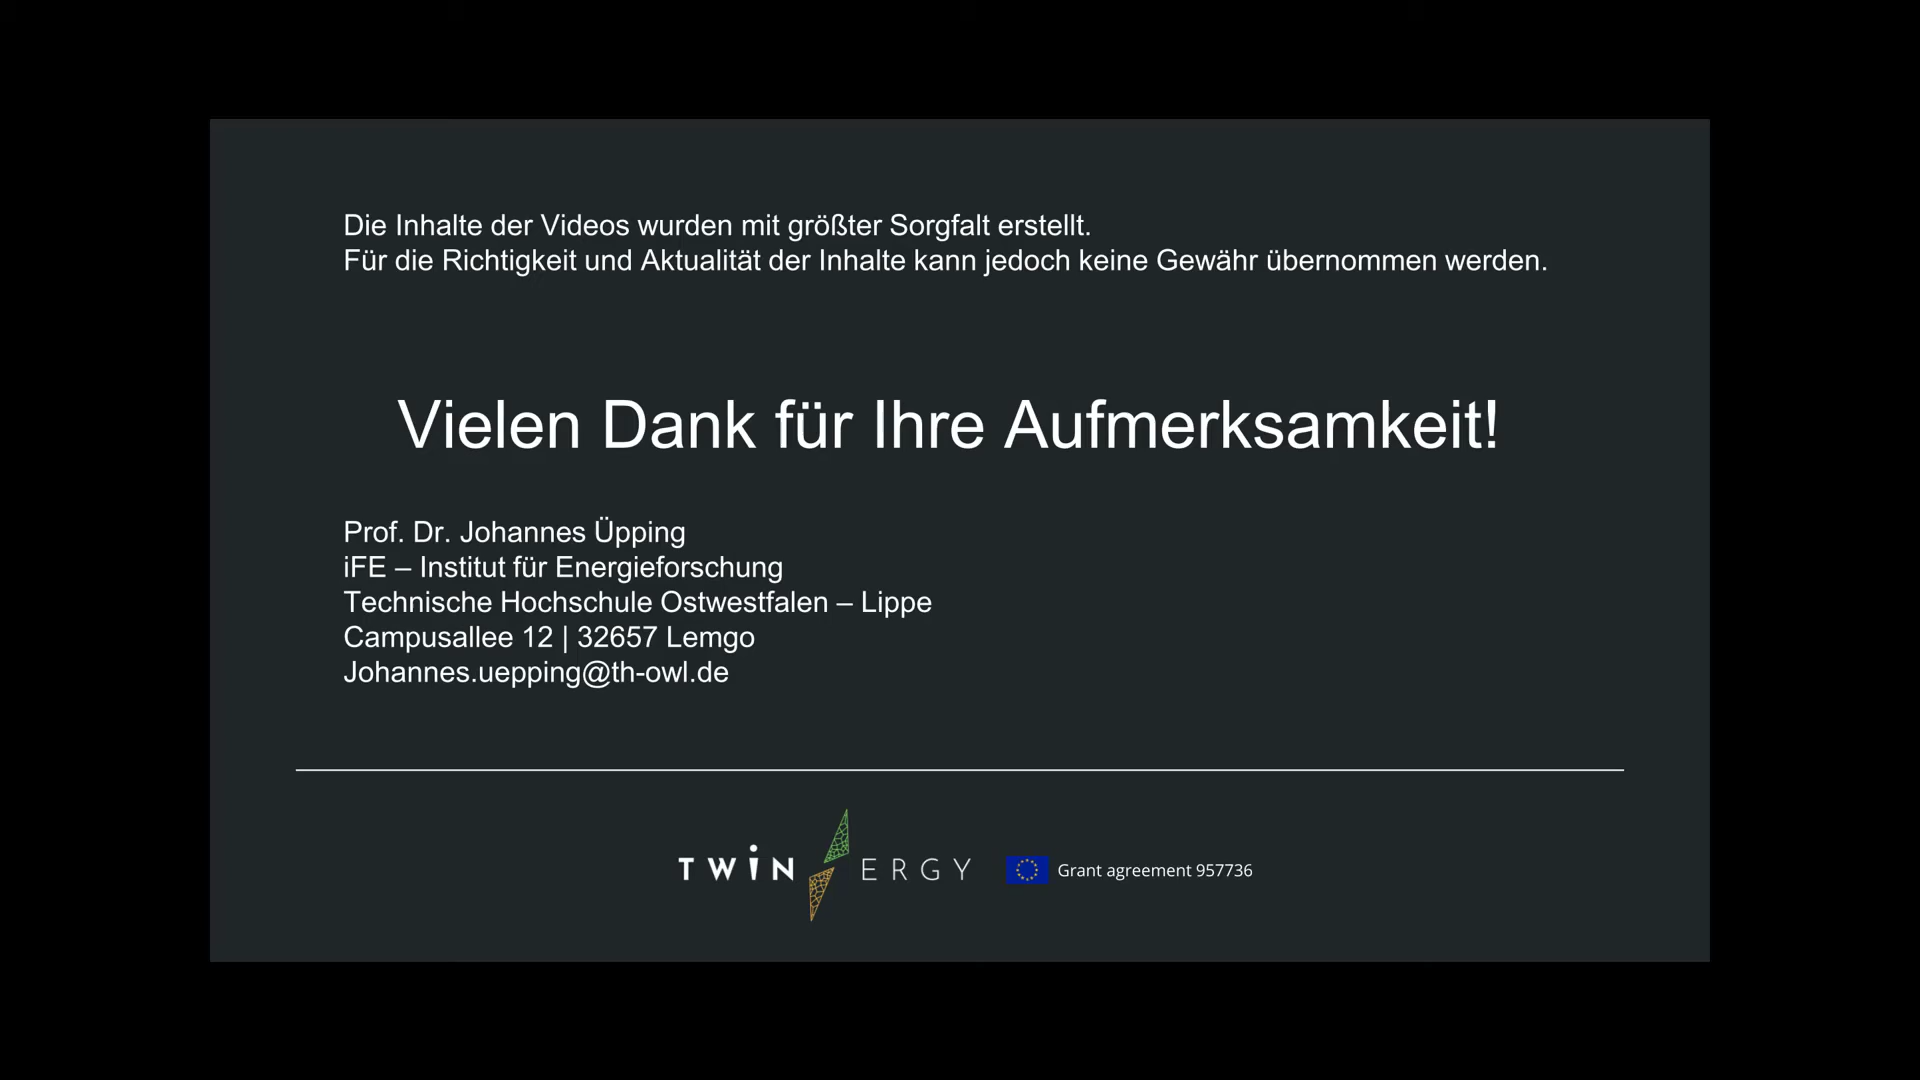 Die Inhalte der Videos wurden mit größter Sorgfalt erstellt.
Für die Richtigkeit und Aktualität der Inhalte kann jedoch keine Gewähr übernommen werden.
Vielen Dank für Ihre Aufmerksamkeit!
Prof. Dr. Johannes Üpping
iFE – Institut für Energieforschung
Technische Hochschule Ostwestfalen – Lippe
Campusallee 12 | 32657 Lemgo
Johannes.uepping@th-owl.de
TWiN ERGY Grant agreement 957736